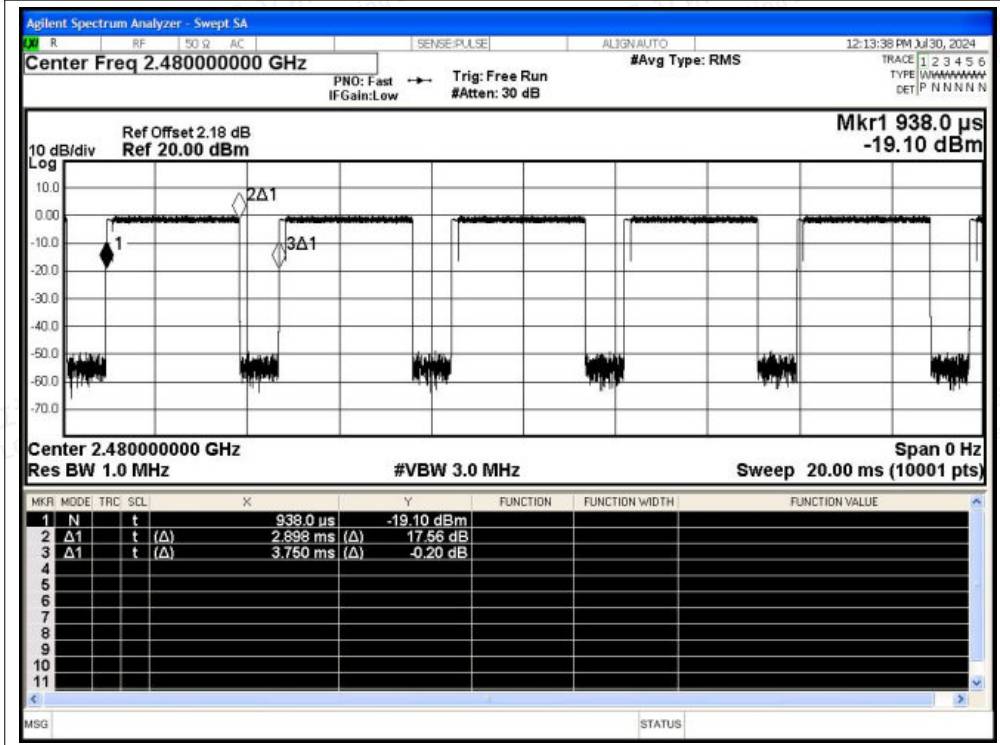 Agilent Spectrum Analyzer - Swept SA
LXI R RF 50 Ω AC SENSE:PULSE ALIGNAUTO 12:13:38 PM Jul 30, 2024
Center Freq 2.480000000 GHz #Avg Type: RMS TRACE 1 2 3 4 5 6
PNO: Fast Trig: Free Run TYPE WWWWWW
IFGain:Low #Atten: 30 dB DET P N N N N N
Mkr1 938.0 µs
Ref Offset 2.18 dB
10 dB/div Ref 20.00 dBm -19.10 dBm
Log
10.0
2Δ1
0.00
-10.0 1 3Δ1
-20.0
-30.0
-40.0
-50.0
-60.0
-70.0
Center 2.480000000 GHz Span 0 Hz
Res BW 1.0 MHz #VBW 3.0 MHz Sweep 20.00 ms (10001 pts)
MKR MODE TRC SCL X Y FUNCTION FUNCTION WIDTH FUNCTION VALUE
1 N t 938.0 µs -19.10 dBm
2 Δ1 t (Δ) 2.898 ms (Δ) 17.56 dB
3 Δ1 t (Δ) 3.750 ms (Δ) -0.20 dB
4
5
6
7
8
9
10
11
MSG STATUS